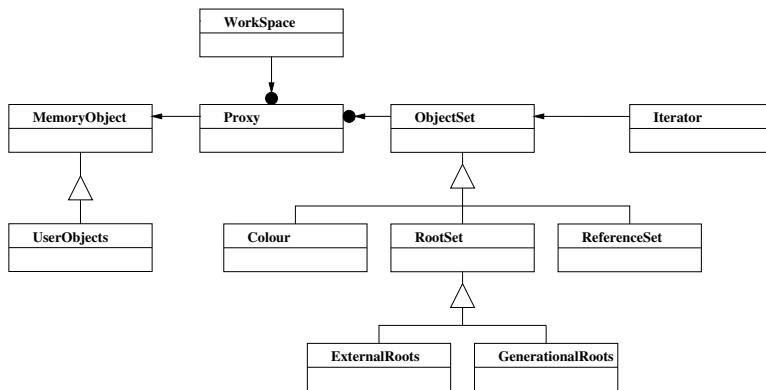 WorkSpace
MemoryObject
Proxy
ObjectSet
Iterator
UserObjects
Colour
RootSet
ReferenceSet
ExternalRoots
GenerationalRoots